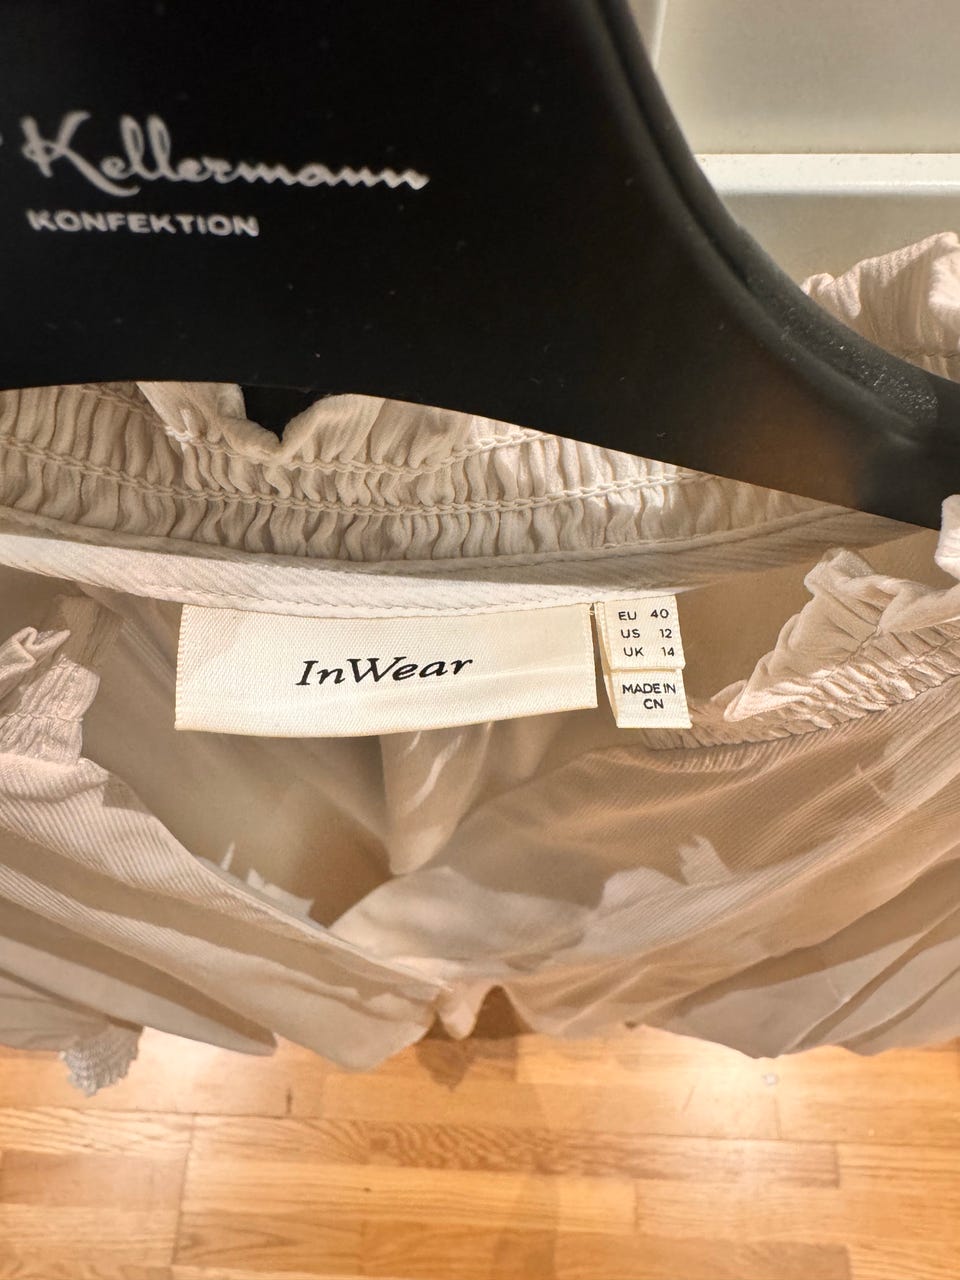 Kellermann
KONFEKTION
InWear
EU 40
US 12
UK 14
MADE IN
CN